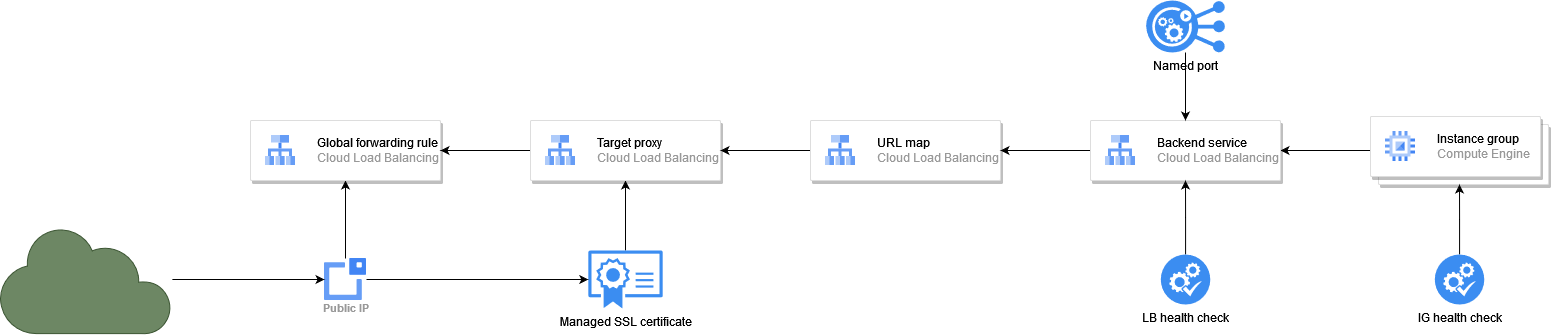 Named port
Global forwarding rule
Cloud Load Balancing
Target proxy
Cloud Load Balancing
URL map
Cloud Load Balancing
Backend service
Cloud Load Balancing
Instance group
Compute Engine
Public IP
Managed SSL certificate
LB health check
IG health check